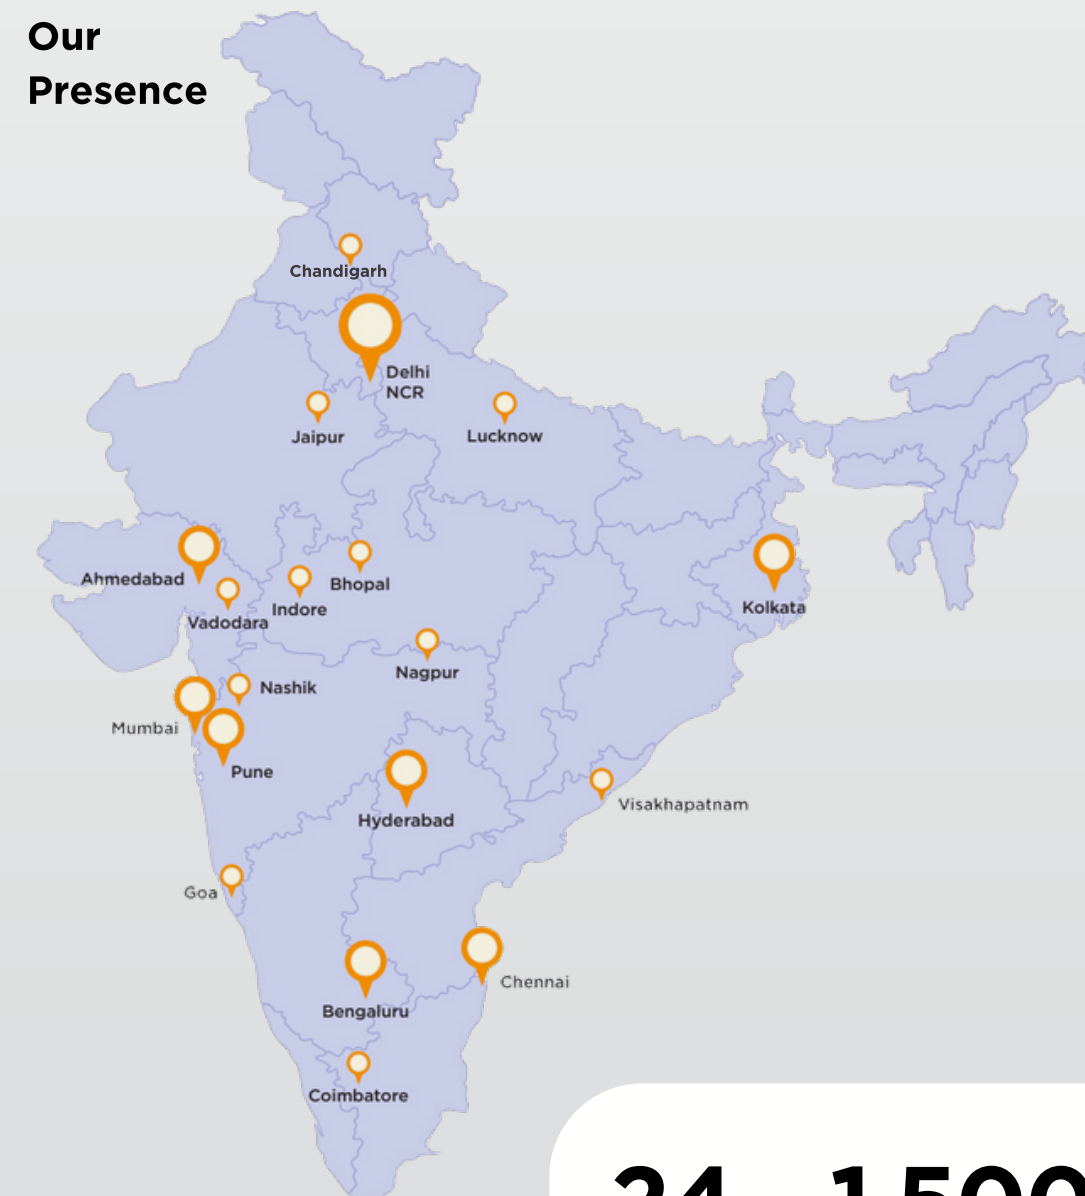 Our
Presence
Chandigarh
Delhi
NCR
Jaipur
Lucknow
Ahmedabad
Vadodara
Indore
Bhopal
Kolkata
Nagpur
Nashik
Mumbai
Pune
Hyderabad
Visakhapatnam
Goa
Bengaluru
Chennai
Coimbatore